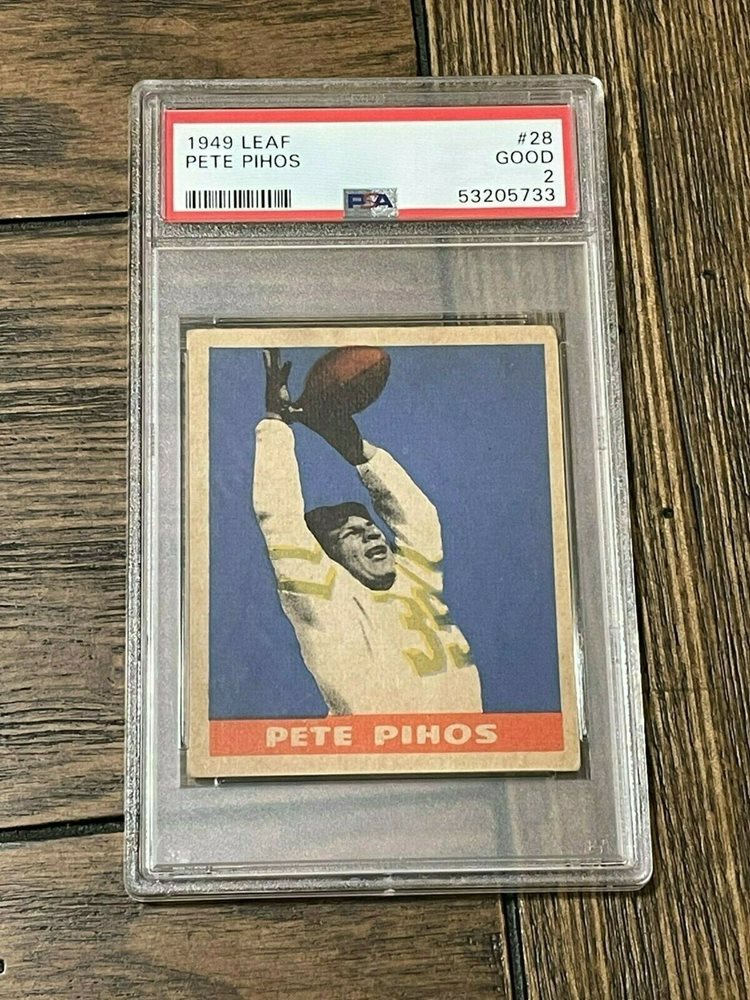 1949 LEAF #28
PETE PIHOS GOOD
2
PSA 53205733
PETE PIHOS